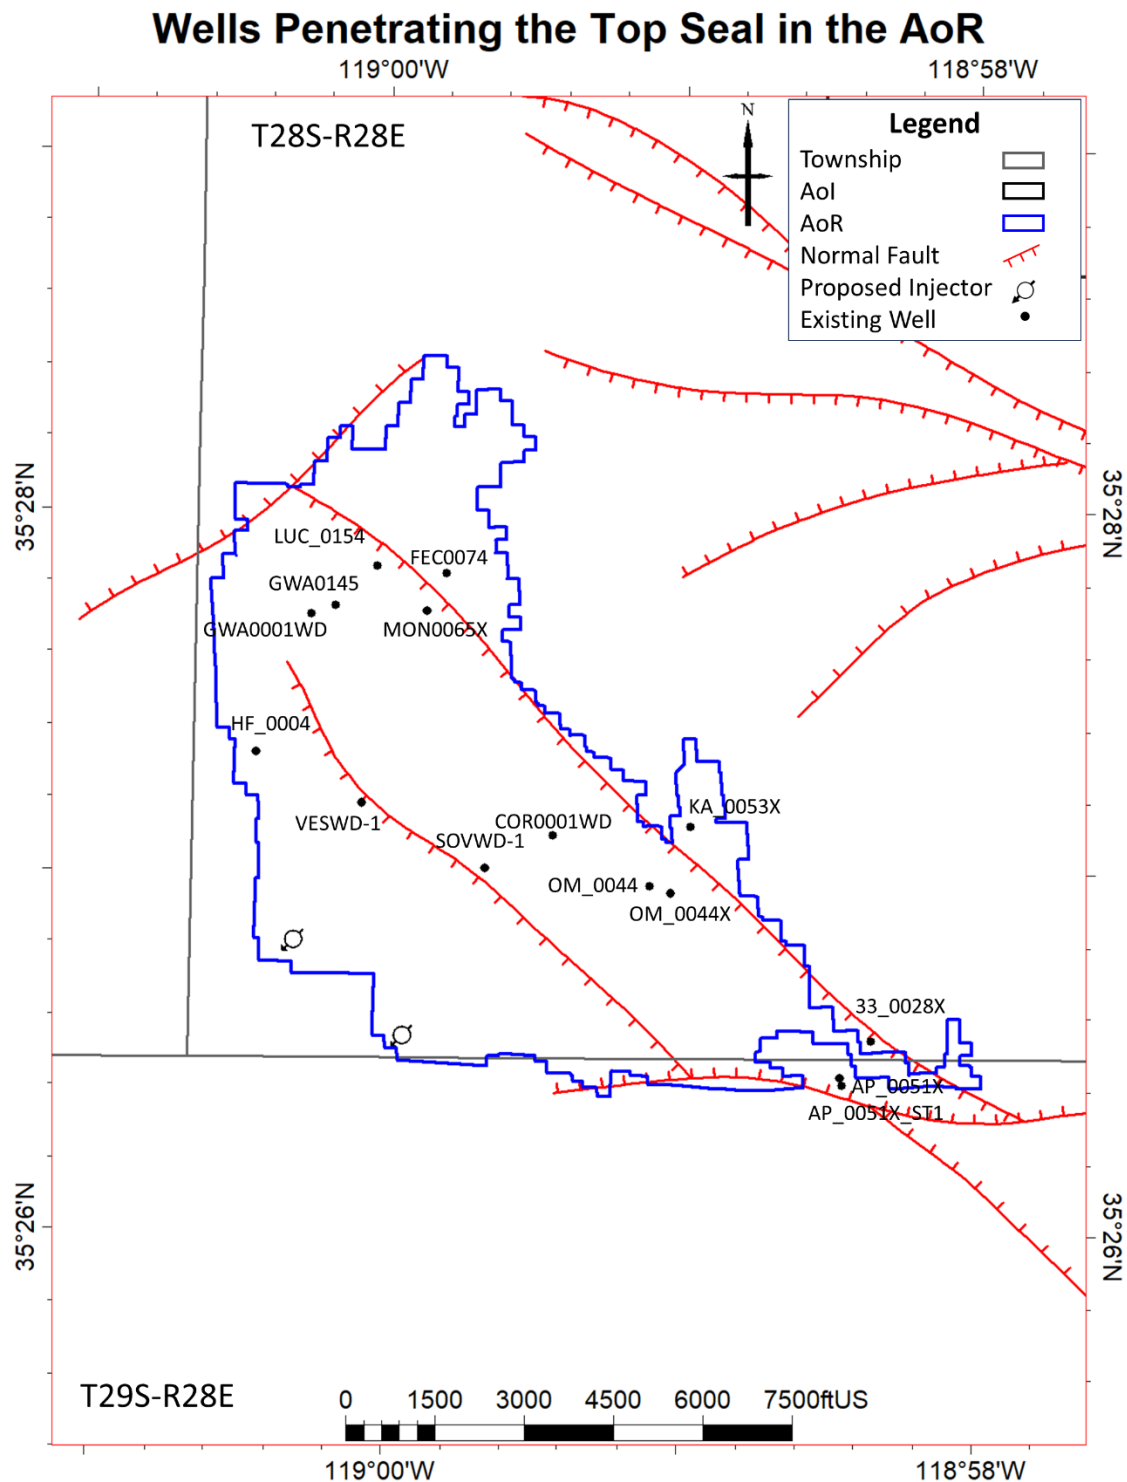 Wells Penetrating the Top Seal in the AoR
119°00'W
118°58'W
T28S-R28E
N
Legend
Township
AoI
AoR
Normal Fault
Proposed Injector
Existing Well
35°28'N
35°28'N
LUC_0154
FEC0074
GWA0145
GWA0001WD
MON0065X
HF_0004
VESWD-1
COR0001WD
KA_0053X
SOVWD-1
OM_0044
OM_0044X
33_0028X
AP_0051X
AP_0051X_ST1
35°26'N
35°26'N
T29S-R28E
0 1500 3000 4500 6000 7500ftUS
119°00'W
118°58'W